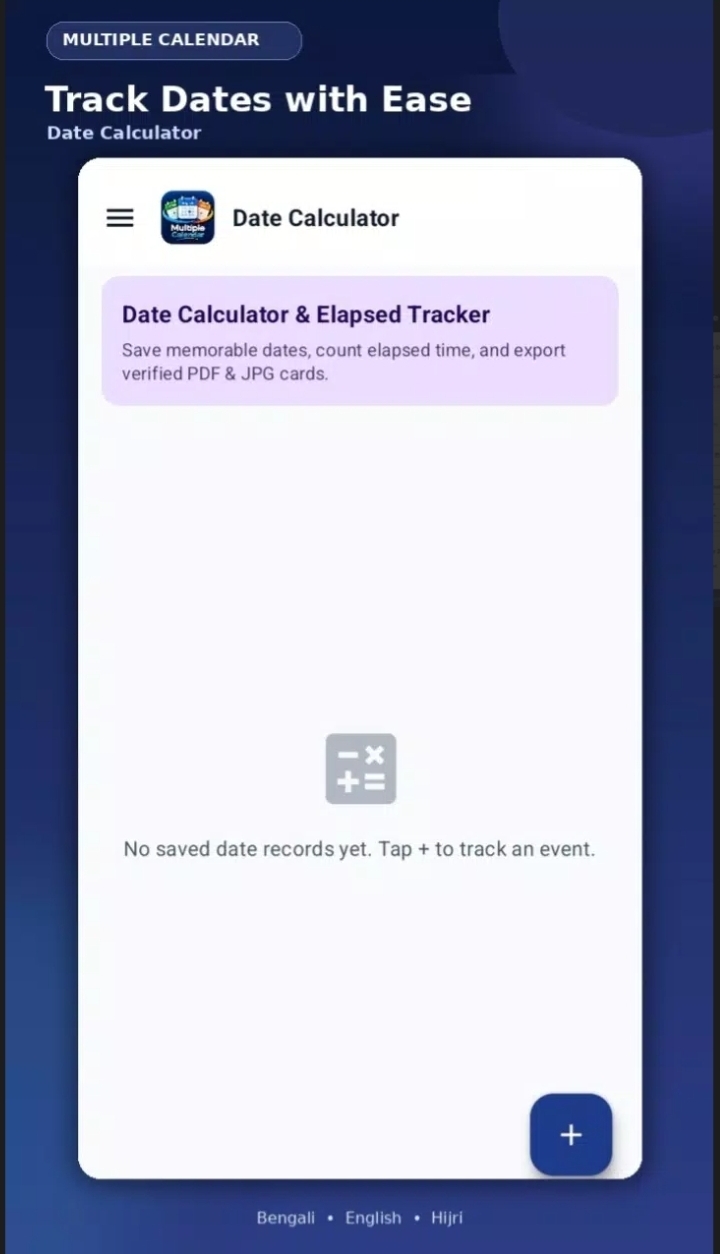 MULTIPLE CALENDAR
Track Dates with Ease
Date Calculator
Multiple
Calendar
Date Calculator
Date Calculator & Elapsed Tracker
Save memorable dates, count elapsed time, and export
verified PDF & JPG cards.
No saved date records yet. Tap + to track an event.
+
Bengali • English • Hijri